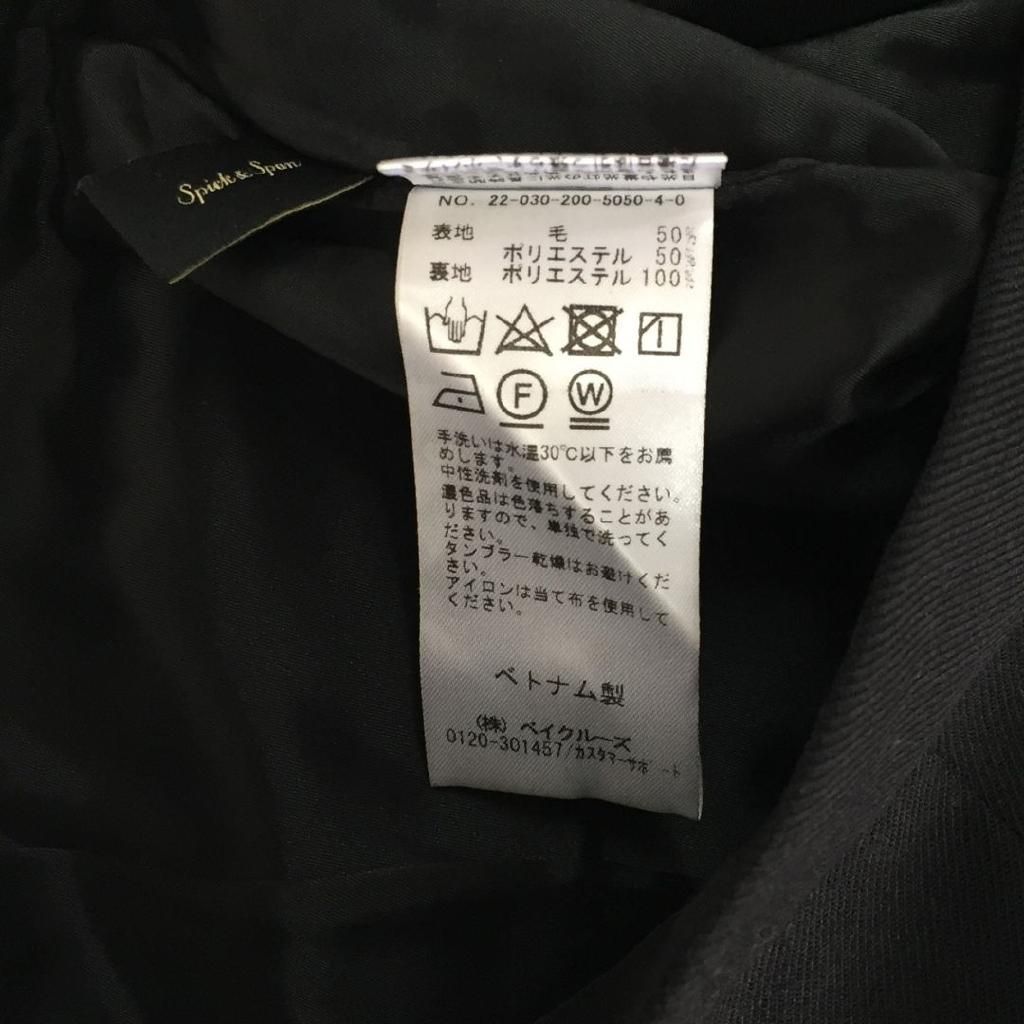 Spick & Span
NO. 22-030-200-5050-4-0
表地 毛 50%
ポリエステル 50%
裏地 ポリエステル 100%
F W
手洗いは水温30℃以下をお薦
めします。
中性洗剤を使用してください。
濃色品は色落ちすることがあ
りますので、単独で洗ってく
ださい。
タンブラー乾燥はお避けくだ
さい。
アイロンは当て布を使用して
ください。
ベトナム製
(株) ベイクルーズ
0120-301457/カスタマーサポート